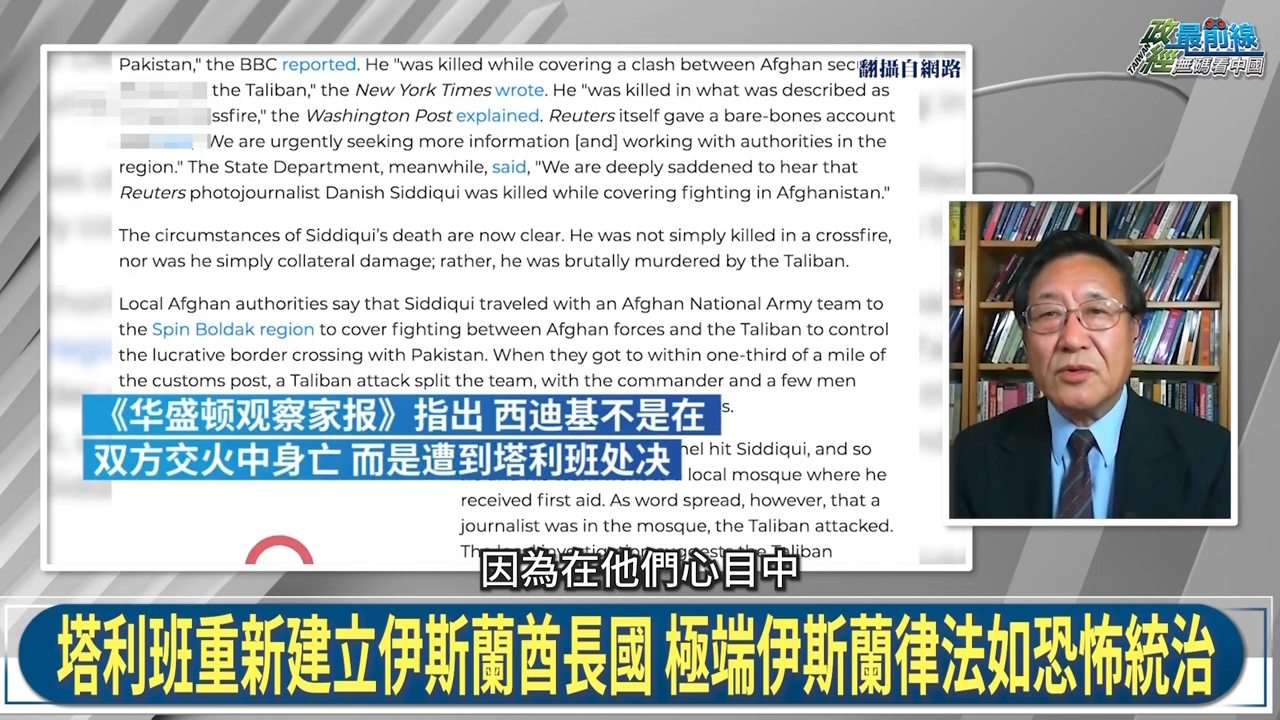 政經最前線
無碼看中國
翻攝自網路
Pakistan," the BBC reported. He "was killed while covering a clash between Afghan
the Taliban," the New York Times wrote. He "was killed in what was described as
ssfire," the Washington Post explained. Reuters itself gave a bare-bones account
We are urgently seeking more information [and] working with authorities in the
region." The State Department, meanwhile, said, "We are deeply saddened to hear that
Reuters photojournalist Danish Siddiqui was killed while covering fighting in Afghanistan."
The circumstances of Siddiqui's death are now clear. He was not simply killed in a crossfire,
nor was he simply collateral damage; rather, he was brutally murdered by the Taliban.
Local Afghan authorities say that Siddiqui traveled with an Afghan National Army team to
the Spin Boldak region to cover fighting between Afghan forces and the Taliban to control
the lucrative border crossing with Pakistan. When they got to within one-third of a mile of
the customs post, a Taliban attack split the team, with the commander and a few men
《华盛顿观察家报》指出 西迪基不是在
双方交火中身亡 而是遭到塔利班处决
hit Siddiqui, and so
local mosque where he
received first aid. As word spread, however, that a
journalist was in the mosque, the Taliban attacked.
Taliban
因為在他們心目中
塔利班重新建立伊斯蘭酋長國 極端伊斯蘭律法如恐怖統治